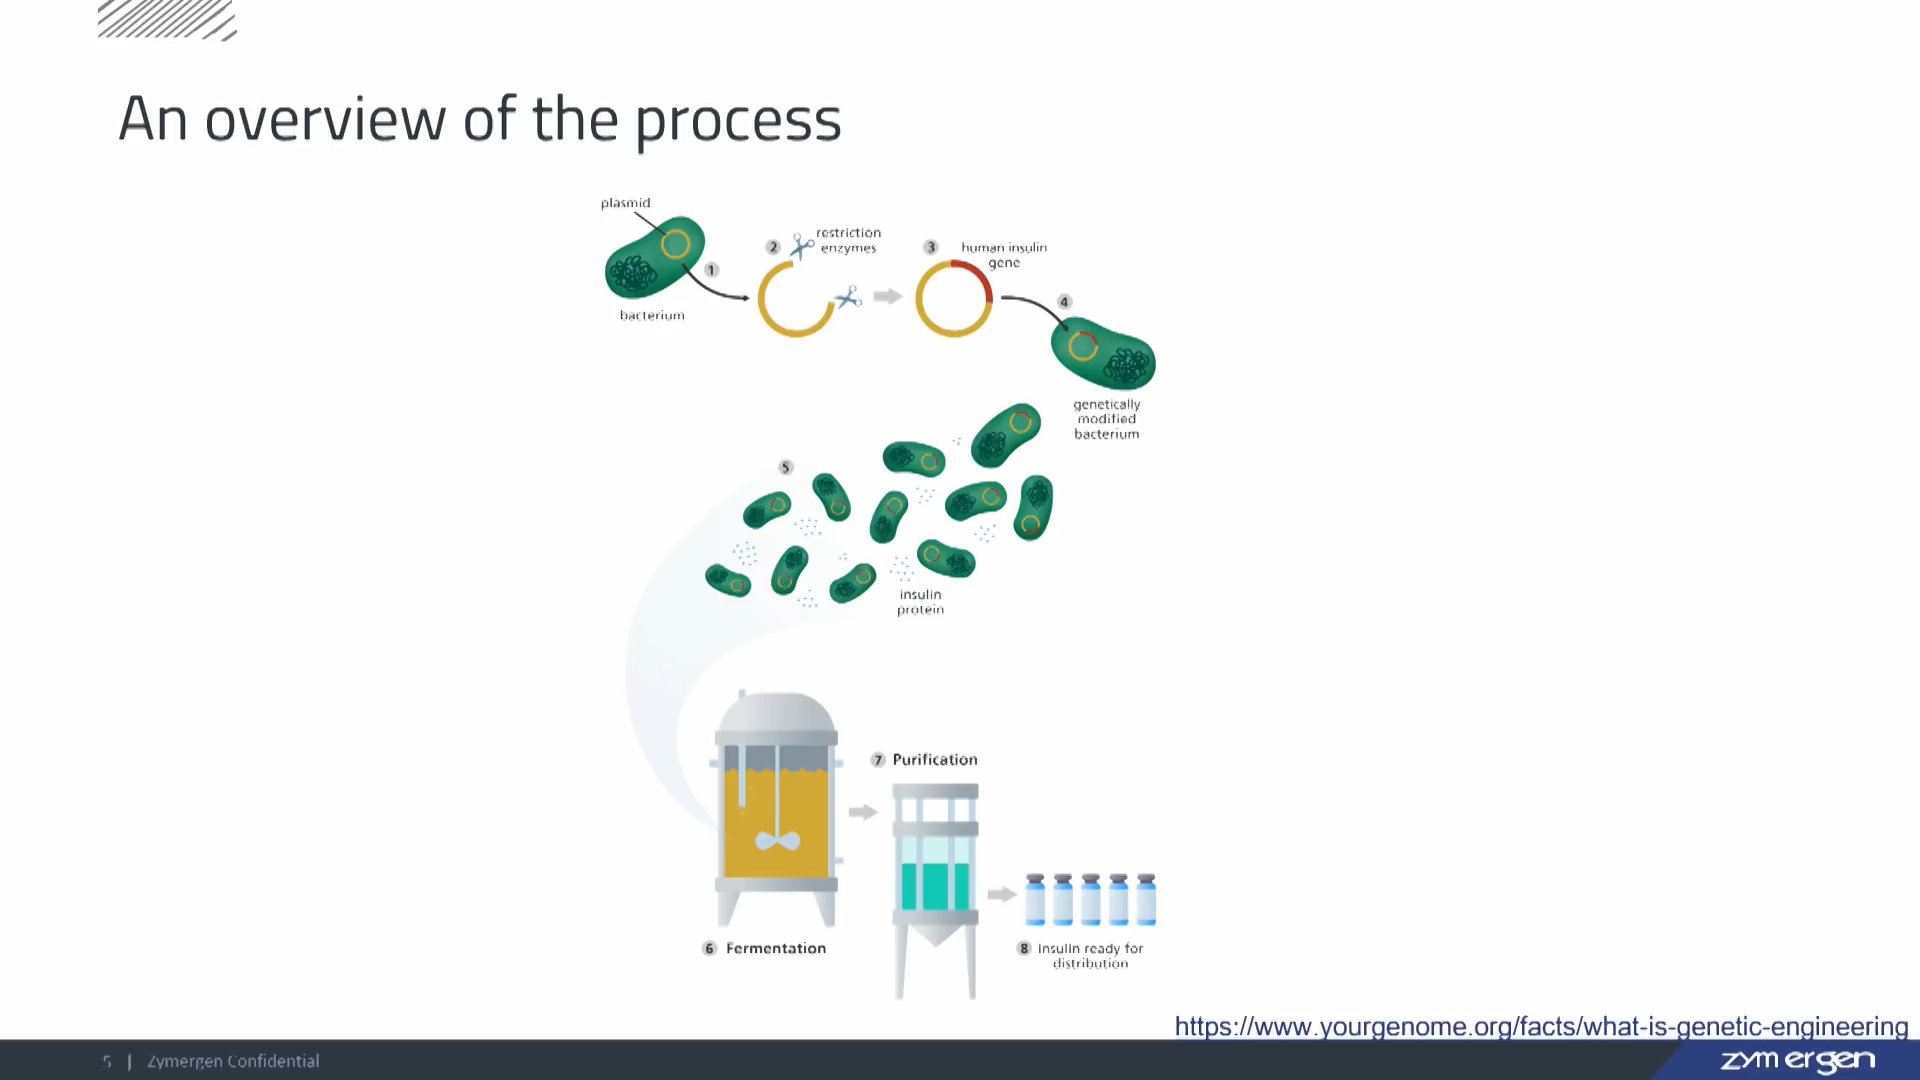 An overview of the process
plasmid
1
bacterium
2
restriction
enzymes
3
human insulin
gene
4
genetically
modified
bacterium
5
insulin
protein
7 Purification
6 Fermentation
8 Insulin ready for
distribution
https://www.yourgenome.org/facts/what-is-genetic-engineering
5 | Zymergen Confidential
zymergen